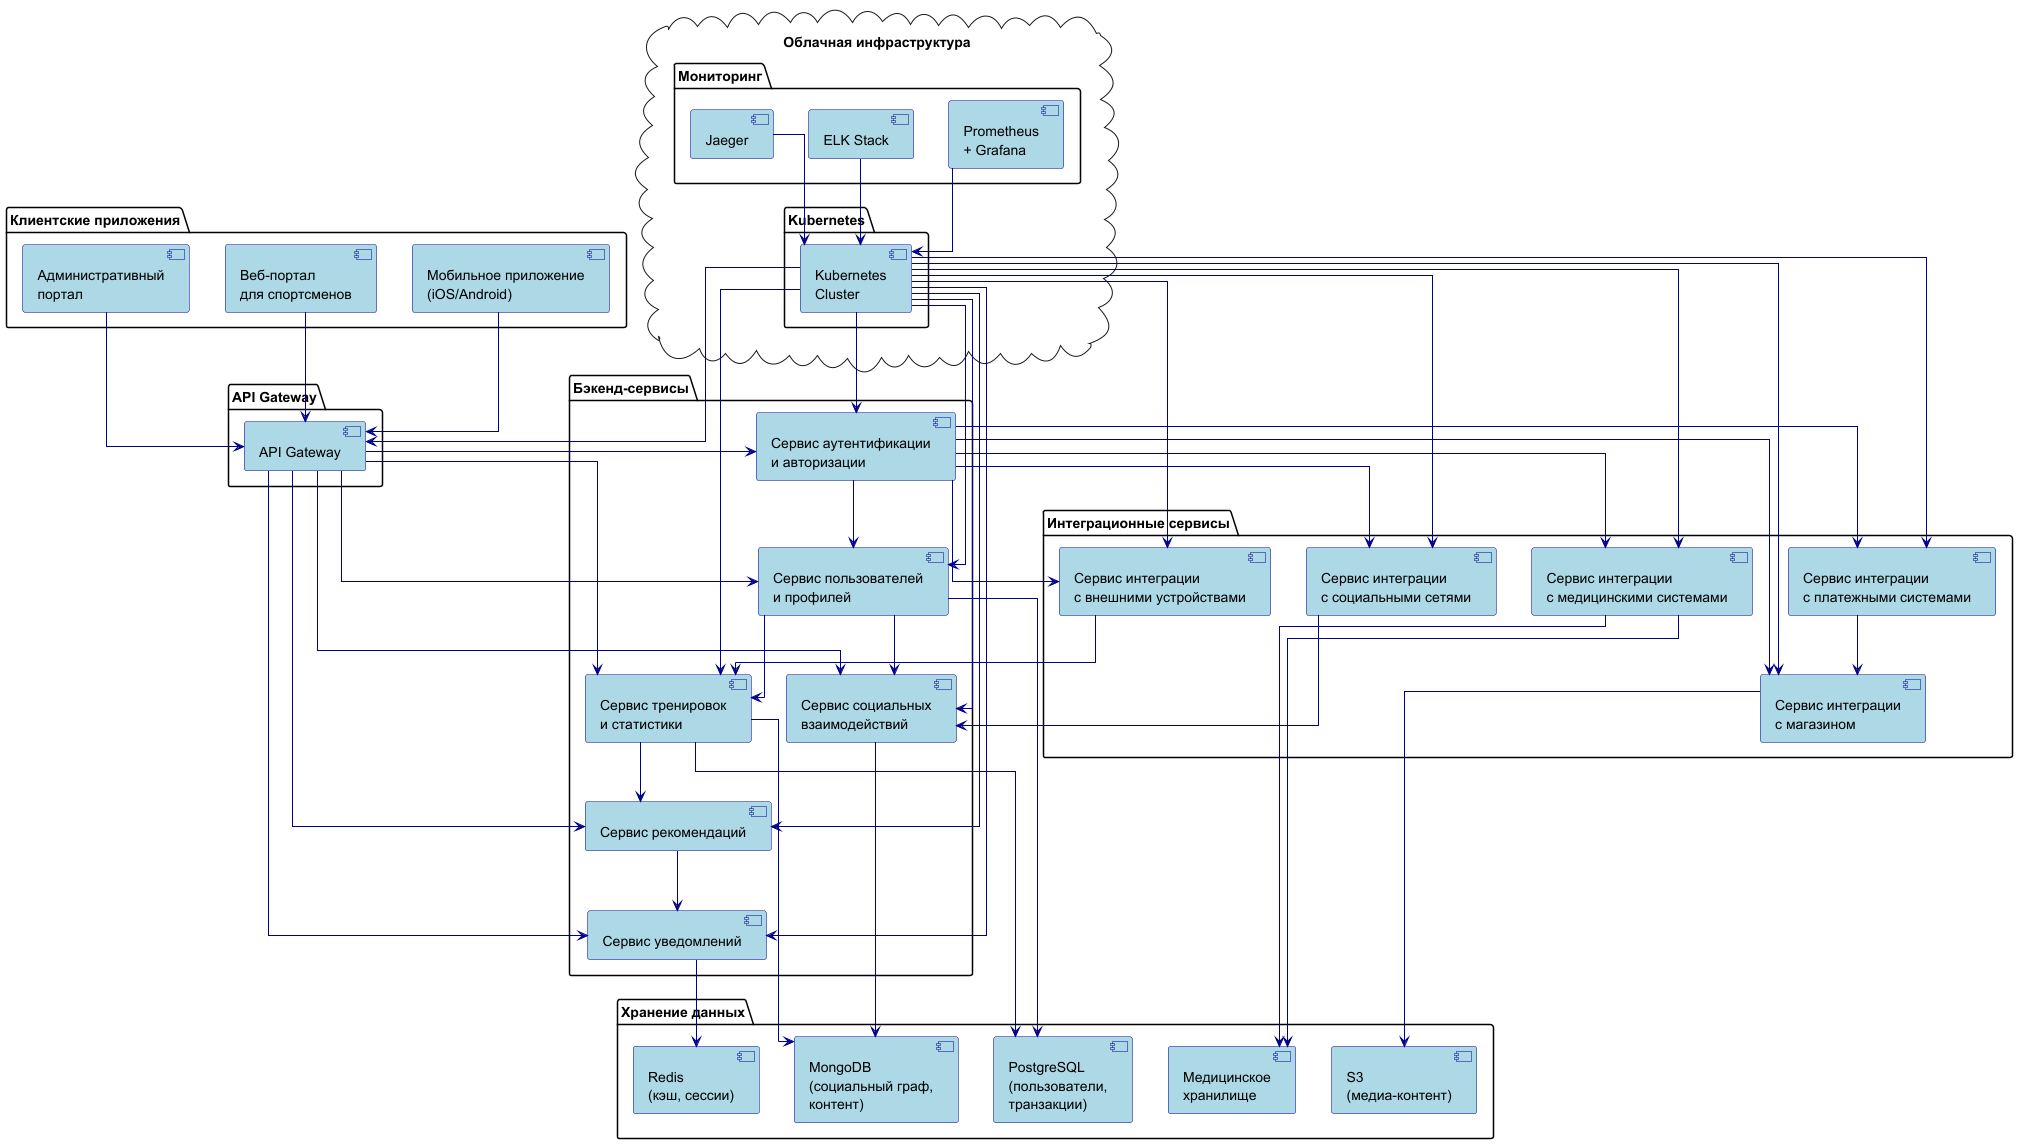 Облачная инфраструктура
Мониторинг
Jaeger
ELK Stack
Prometheus
+ Grafana
Клиентские приложения
Административный
портал
Веб-портал
для спортсменов
Мобильное приложение
(iOS/Android)
Kubernetes
Kubernetes
Cluster
API Gateway
API Gateway
Бэкенд-сервисы
Сервис аутентификации
и авторизации
Сервис пользователей
и профилей
Сервис тренировок
и статистики
Сервис социальных
взаимодействий
Сервис рекомендаций
Сервис уведомлений
Интеграционные сервисы
Сервис интеграции
с внешними устройствами
Сервис интеграции
с социальными сетями
Сервис интеграции
с медицинскими системами
Сервис интеграции
с платежными системами
Сервис интеграции
с магазином
Хранение данных
Redis
(кэш, сессии)
MongoDB
(социальный граф,
контент)
PostgreSQL
(пользователи,
транзакции)
Медицинское
хранилище
S3
(медиа-контент)